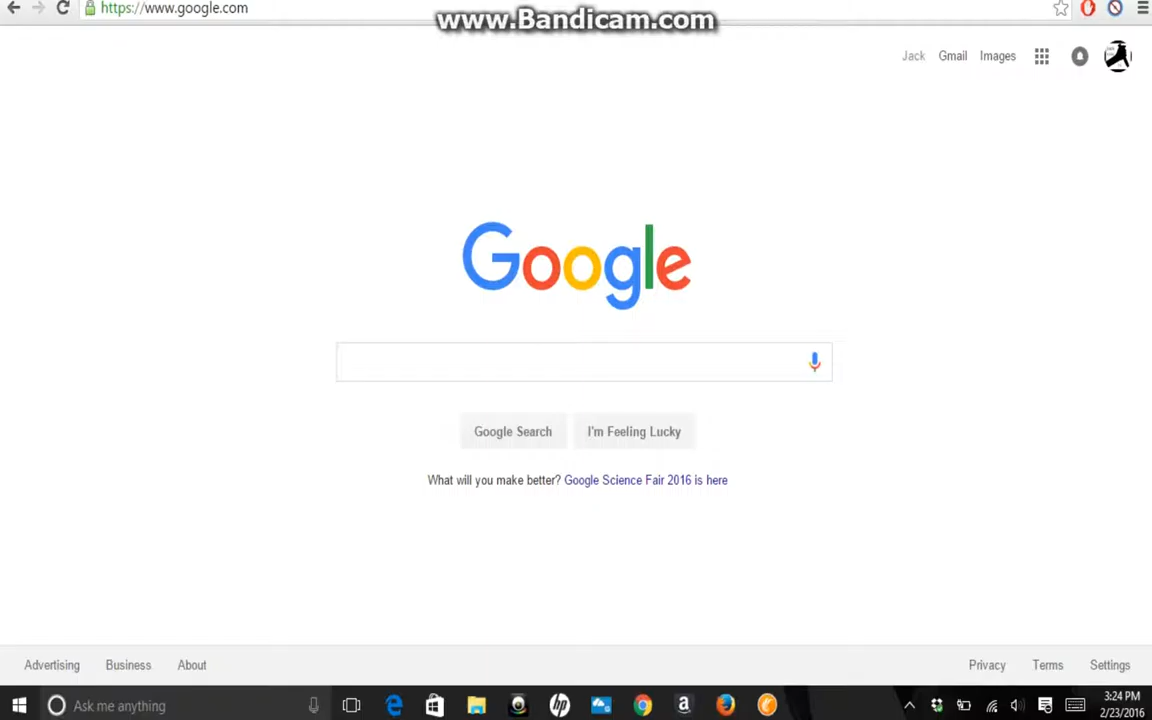 https://www.google.com
www.Bandicam.com
Jack Gmail Images
Google
Google Search I'm Feeling Lucky
What will you make better? Google Science Fair 2016 is here
Advertising Business About Privacy Terms Settings
Ask me anything
hp
a
3:24 PM
2/23/2016